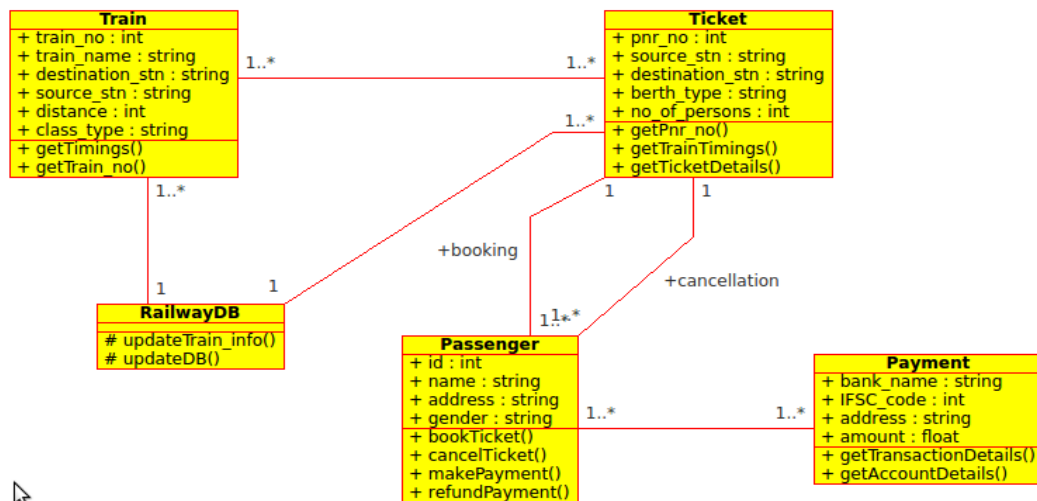 Train
+ train_no : int
+ train_name : string
+ destination_stn : string
+ source_stn : string
+ distance : int
+ class_type : string
+ getTimings()
+ getTrain_no()
1..*
1..*
Ticket
+ pnr_no : int
+ source_stn : string
+ destination_stn : string
+ berth_type : string
+ no_of_persons : int
+ getPnr_no()
+ getTrainTimings()
+ getTicketDetails()
1..*
1..*
1
1
+booking
+cancellation
1
1
RailwayDB
# updateTrain_info()
# updateDB()
1..*
1..*
Passenger
+ id : int
+ name : string
+ address : string
+ gender : string
+ bookTicket()
+ cancelTicket()
+ makePayment()
+ refundPayment()
1..*
1..*
Payment
+ bank_name : string
+ IFSC_code : int
+ address : string
+ amount : float
+ getTransactionDetails()
+ getAccountDetails()